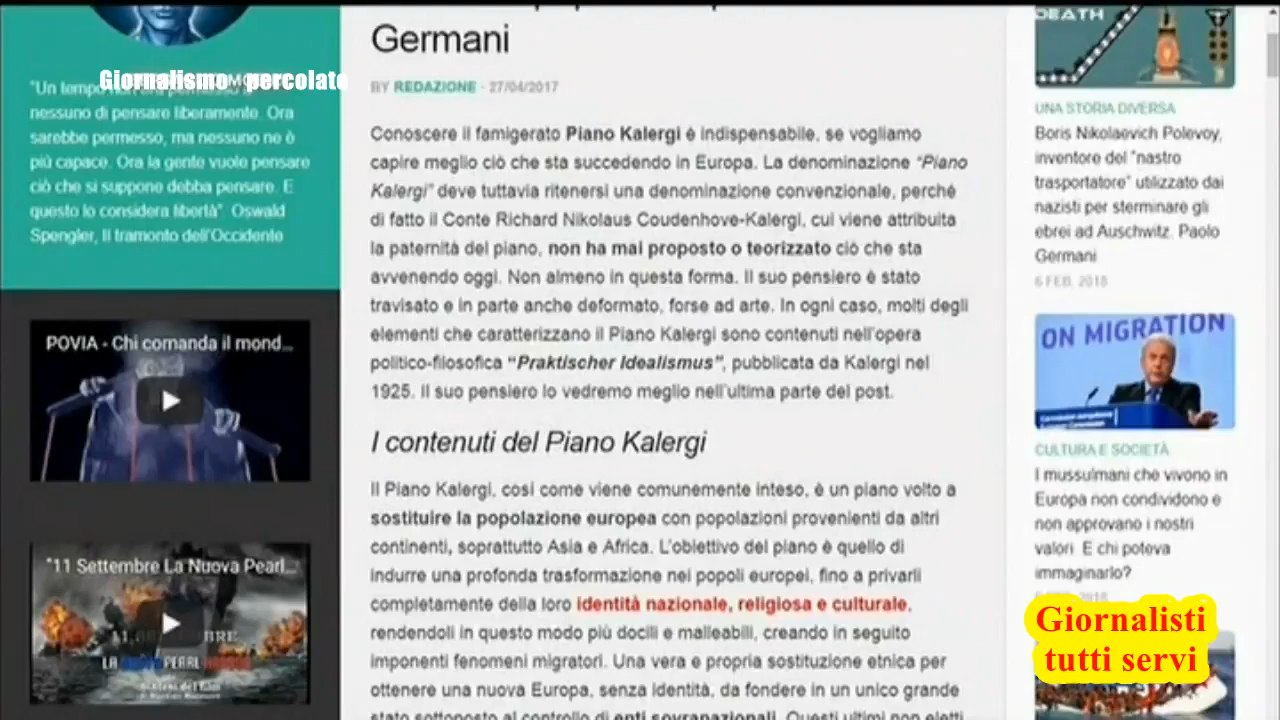 Giornalismo percolato
"Un tempo
nessuno di pensare liberamente. Ora
sarebbe permesso, ma nessuno ne è
più capace. Ora la gente vuole pensare
ciò che si suppone debba pensare. E
questo lo considera libertà". Oswald
Spengler, Il tramonto dell'Occidente
POVIA - Chi comanda il mond...
"11 Settembre La Nuova Pearl...
Germani
BY REDAZIONE - 27/04/2017
Conoscere il famigerato Piano Kalergi è indispensabile, se vogliamo
capire meglio ciò che sta succedendo in Europa. La denominazione "Piano
Kalergi" deve tuttavia ritenersi una denominazione convenzionale, perché
di fatto il Conte Richard Nikolaus Coudenhove-Kalergi, cui viene attribuita
la paternità del piano, non ha mai proposto o teorizzato ciò che sta
avvenendo oggi. Non almeno in questa forma. Il suo pensiero è stato
travisato e in parte anche deformato, forse ad arte. In ogni caso, molti degli
elementi che caratterizzano il Piano Kalergi sono contenuti nell'opera
politico-filosofica "Praktischer Idealismus", pubblicata da Kalergi nel
1925. Il suo pensiero lo vedremo meglio nell'ultima parte del post.
I contenuti del Piano Kalergi
Il Piano Kalergi, così come viene comunemente inteso, è un piano volto a
sostituire la popolazione europea con popolazioni provenienti da altri
continenti, soprattutto Asia e Africa. L'obiettivo del piano è quello di
indurre una profonda trasformazione nei popoli europei, fino a privarli
completamente della loro identità nazionale, religiosa e culturale,
rendendoli in questo modo più docili e malleabili, creando in seguito
imponenti fenomeni migratori. Una vera e propria sostituzione etnica per
ottenere una nuova Europa, senza identità, da fondere in un unico grande
stato sottoposto al controllo di enti sovranazionali. Questi ultimi non eletti
DEATH
UNA STORIA DIVERSA
Boris Nikolaevich Polevoy,
inventore del "nastro
trasportatore" utilizzato dai
nazisti per sterminare gli
ebrei ad Auschwitz. Paolo
Germani
6 FEB, 2018
ON MIGRATION
CULTURA E SOCIETÀ
I mussulmani che vivono in
Europa non condividono e
non approvano i nostri
valori. E chi poteva
immaginarlo?
Giornalisti
tutti servi